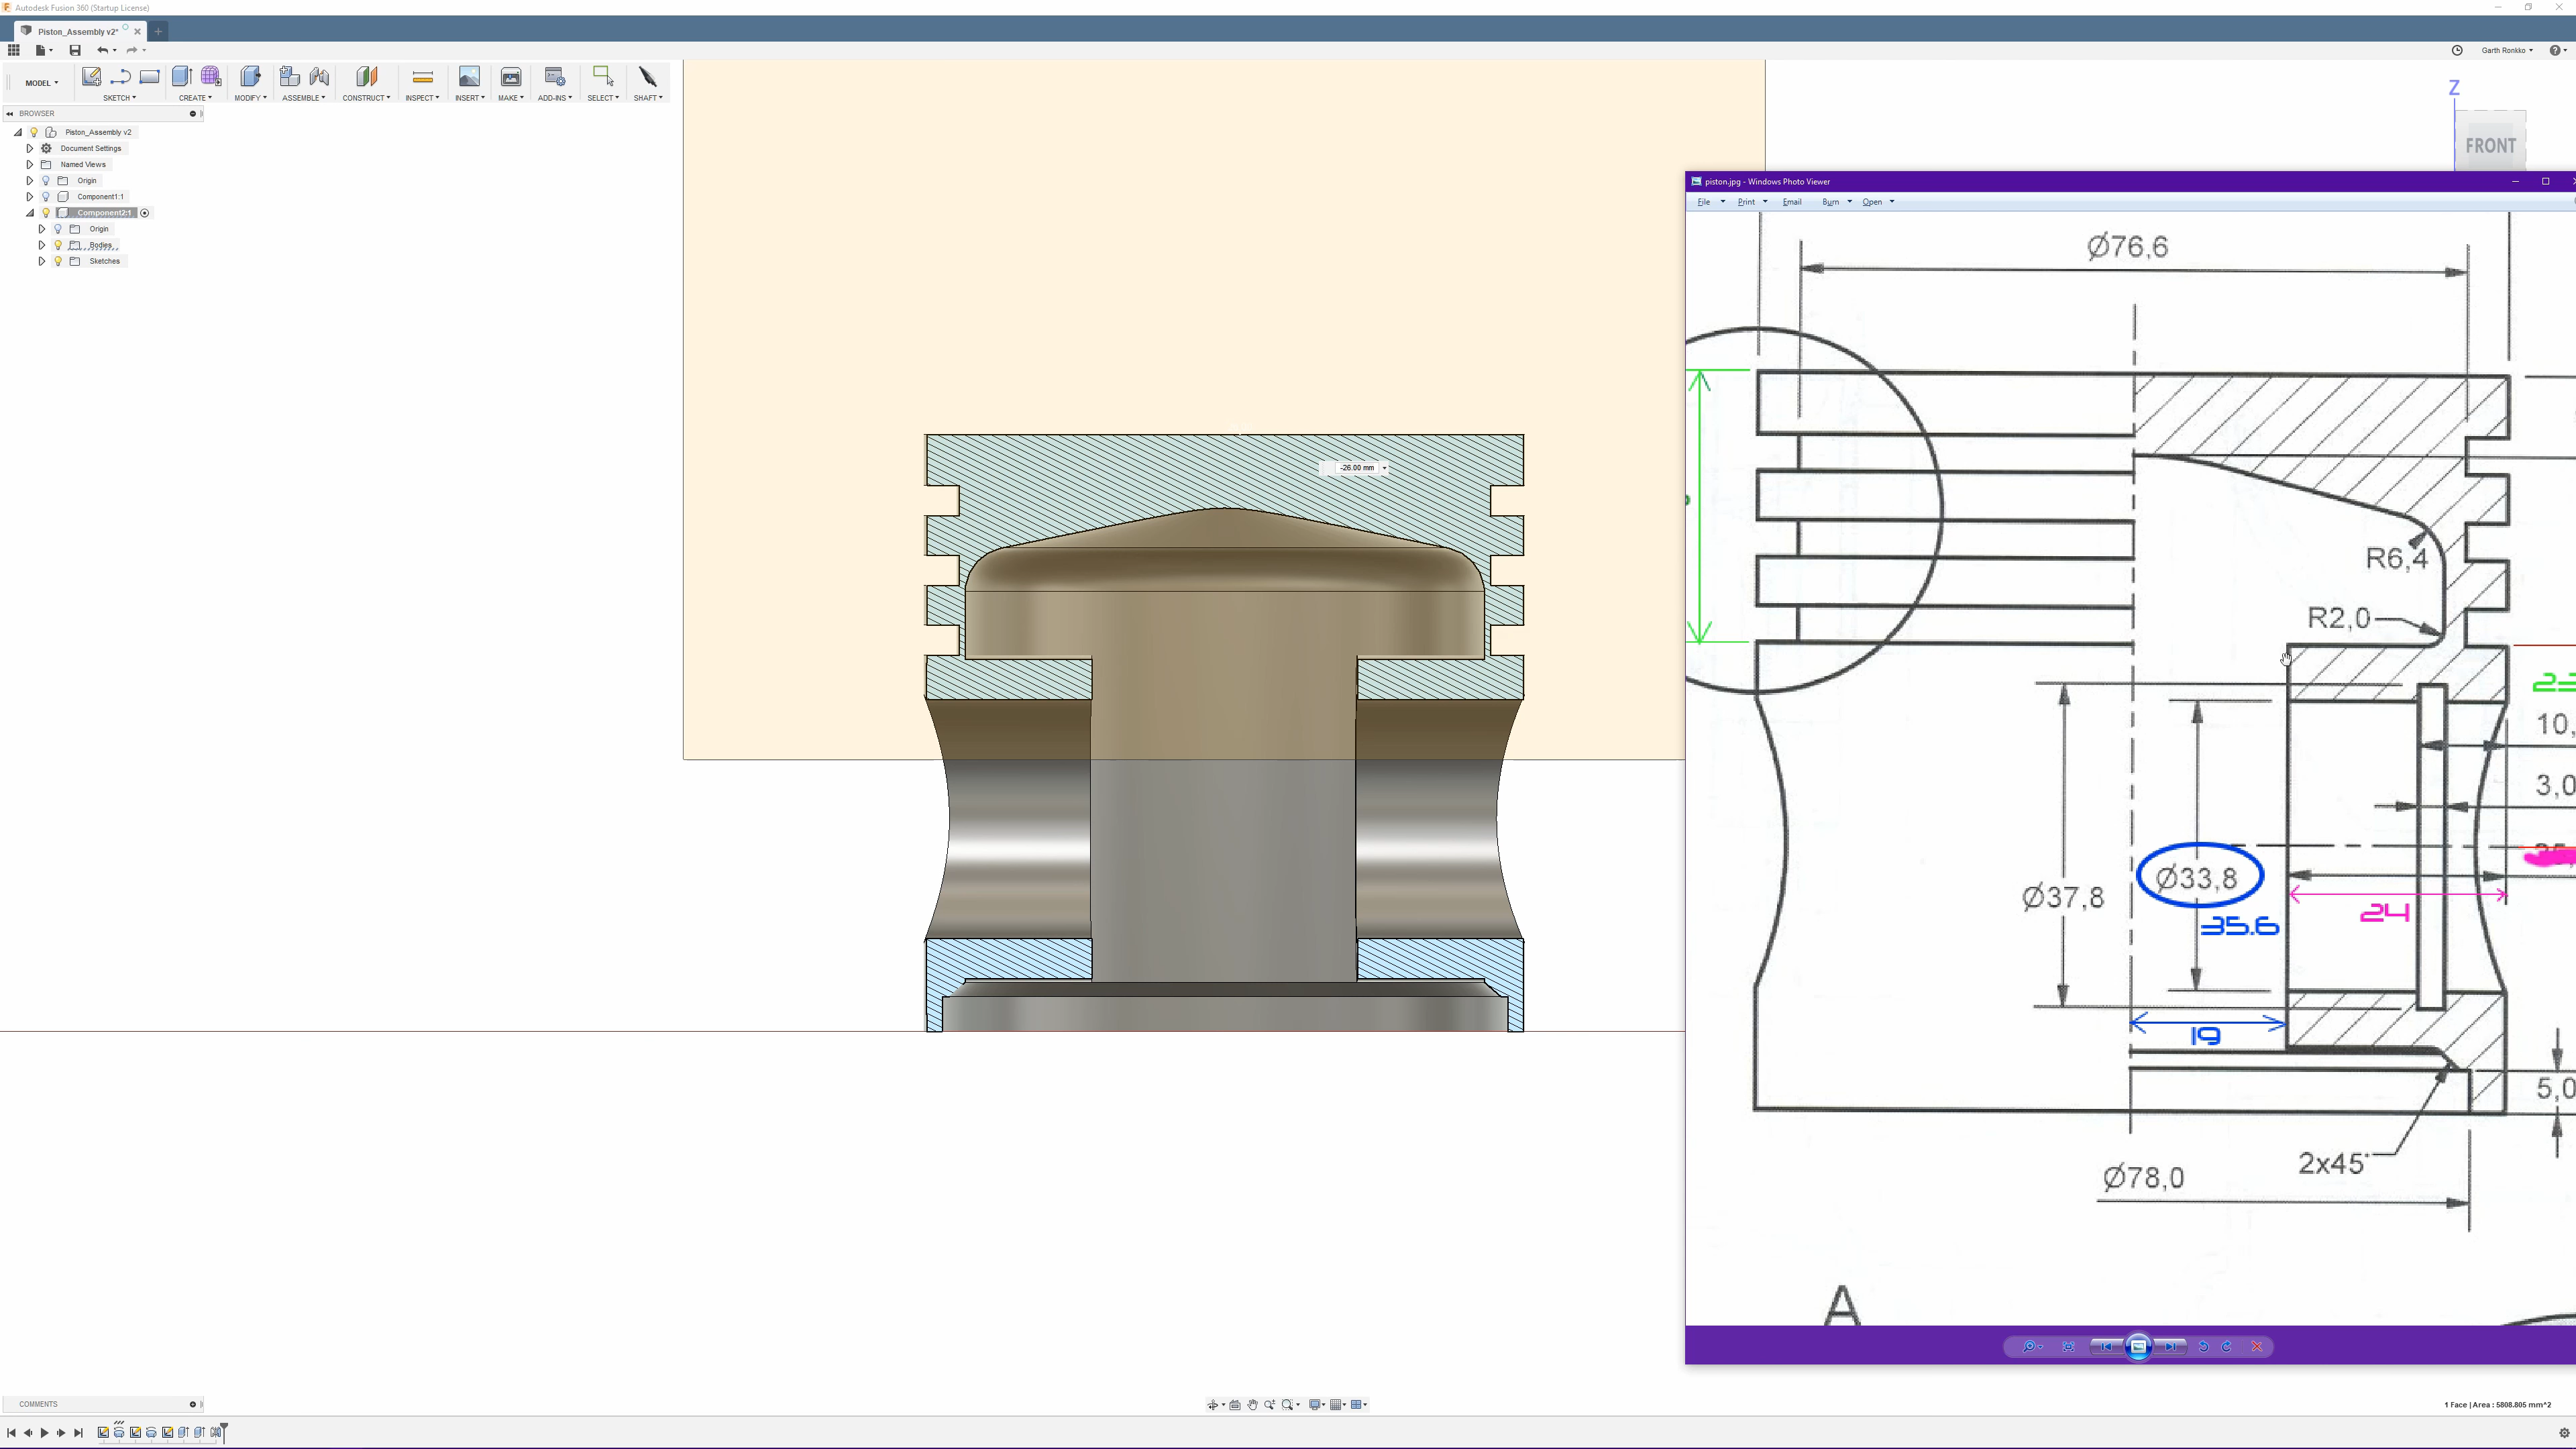 Autodesk Fusion 360 (Startup License)
Piston_Assembly v2*
Garth Ronkko
MODEL
SKETCH
CREATE
MODIFY
ASSEMBLE
CONSTRUCT
INSPECT
INSERT
MAKE
ADD-INS
SELECT
SHAFT
BROWSER
Piston_Assembly v2
Document Settings
Named Views
Origin
Component1:1
Component2:1
Origin
Bodies
Sketches
-26.00 mm
Z
FRONT
piston.jpg - Windows Photo Viewer
File
Print
Email
Burn
Open
Ø76,6
R6,4
R2,0
10,
3,0
Ø33,8
Ø37,8
35.6
24
19
5,0
2x45°
Ø78,0
A
COMMENTS
1 Face | Area : 5808.805 mm^2